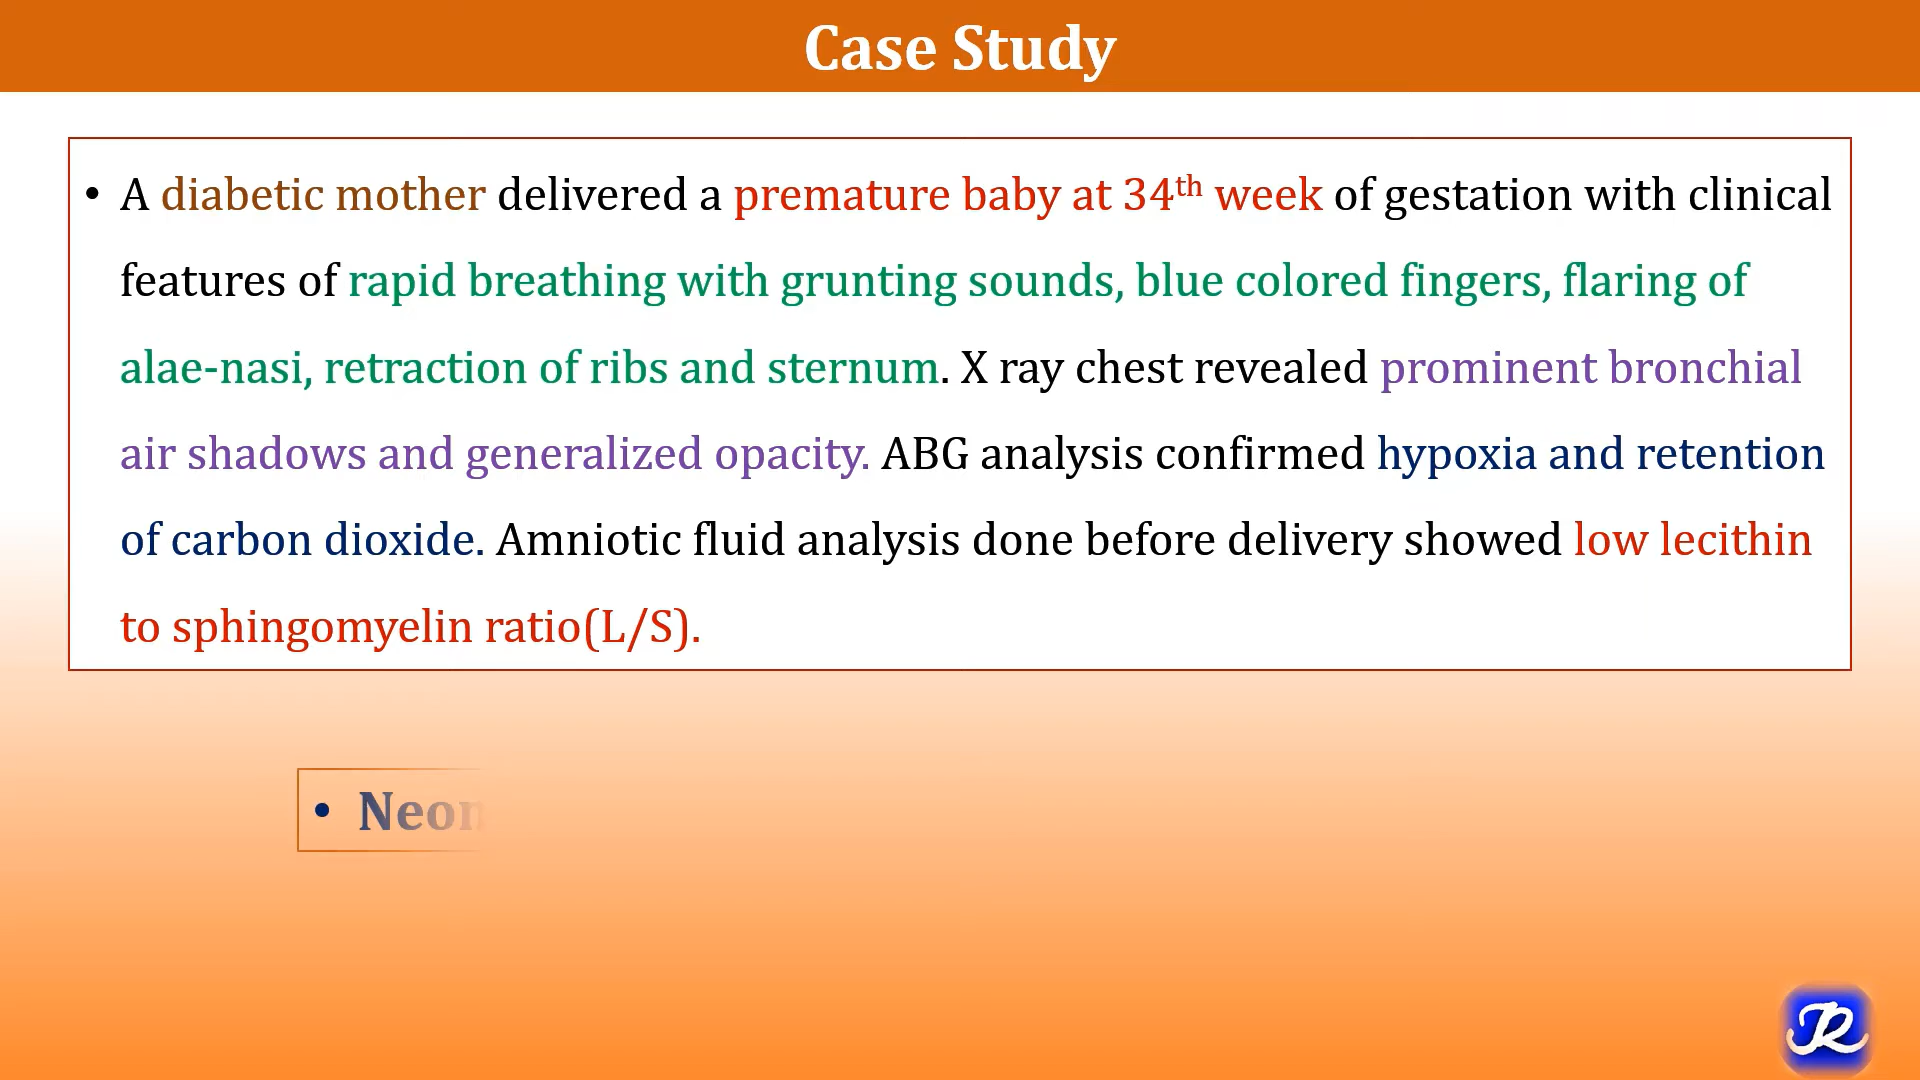 Case Study
• A diabetic mother delivered a premature baby at 34th week of gestation with clinical
features of rapid breathing with grunting sounds, blue colored fingers, flaring of
alae-nasi, retraction of ribs and sternum. X ray chest revealed prominent bronchial
air shadows and generalized opacity. ABG analysis confirmed hypoxia and retention
of carbon dioxide. Amniotic fluid analysis done before delivery showed low lecithin
to sphingomyelin ratio(L/S).
• Neon
JR